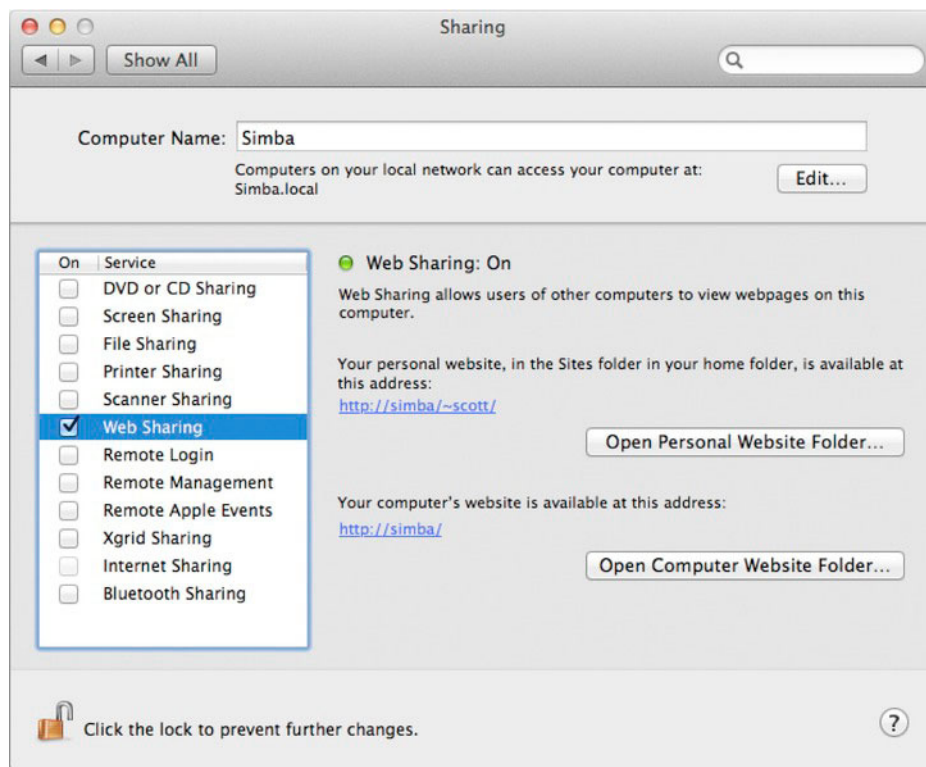 Sharing
Show All
Computer Name: Simba
Computers on your local network can access your computer at:
Simba.local
Edit...
On Service
DVD or CD Sharing
Screen Sharing
File Sharing
Printer Sharing
Scanner Sharing
Web Sharing
Remote Login
Remote Management
Remote Apple Events
Xgrid Sharing
Internet Sharing
Bluetooth Sharing
Web Sharing: On
Web Sharing allows users of other computers to view webpages on this
computer.
Your personal website, in the Sites folder in your home folder, is available at
this address:
http://simba/~scott/
Open Personal Website Folder...
Your computer's website is available at this address:
http://simba/
Open Computer Website Folder...
Click the lock to prevent further changes.
?